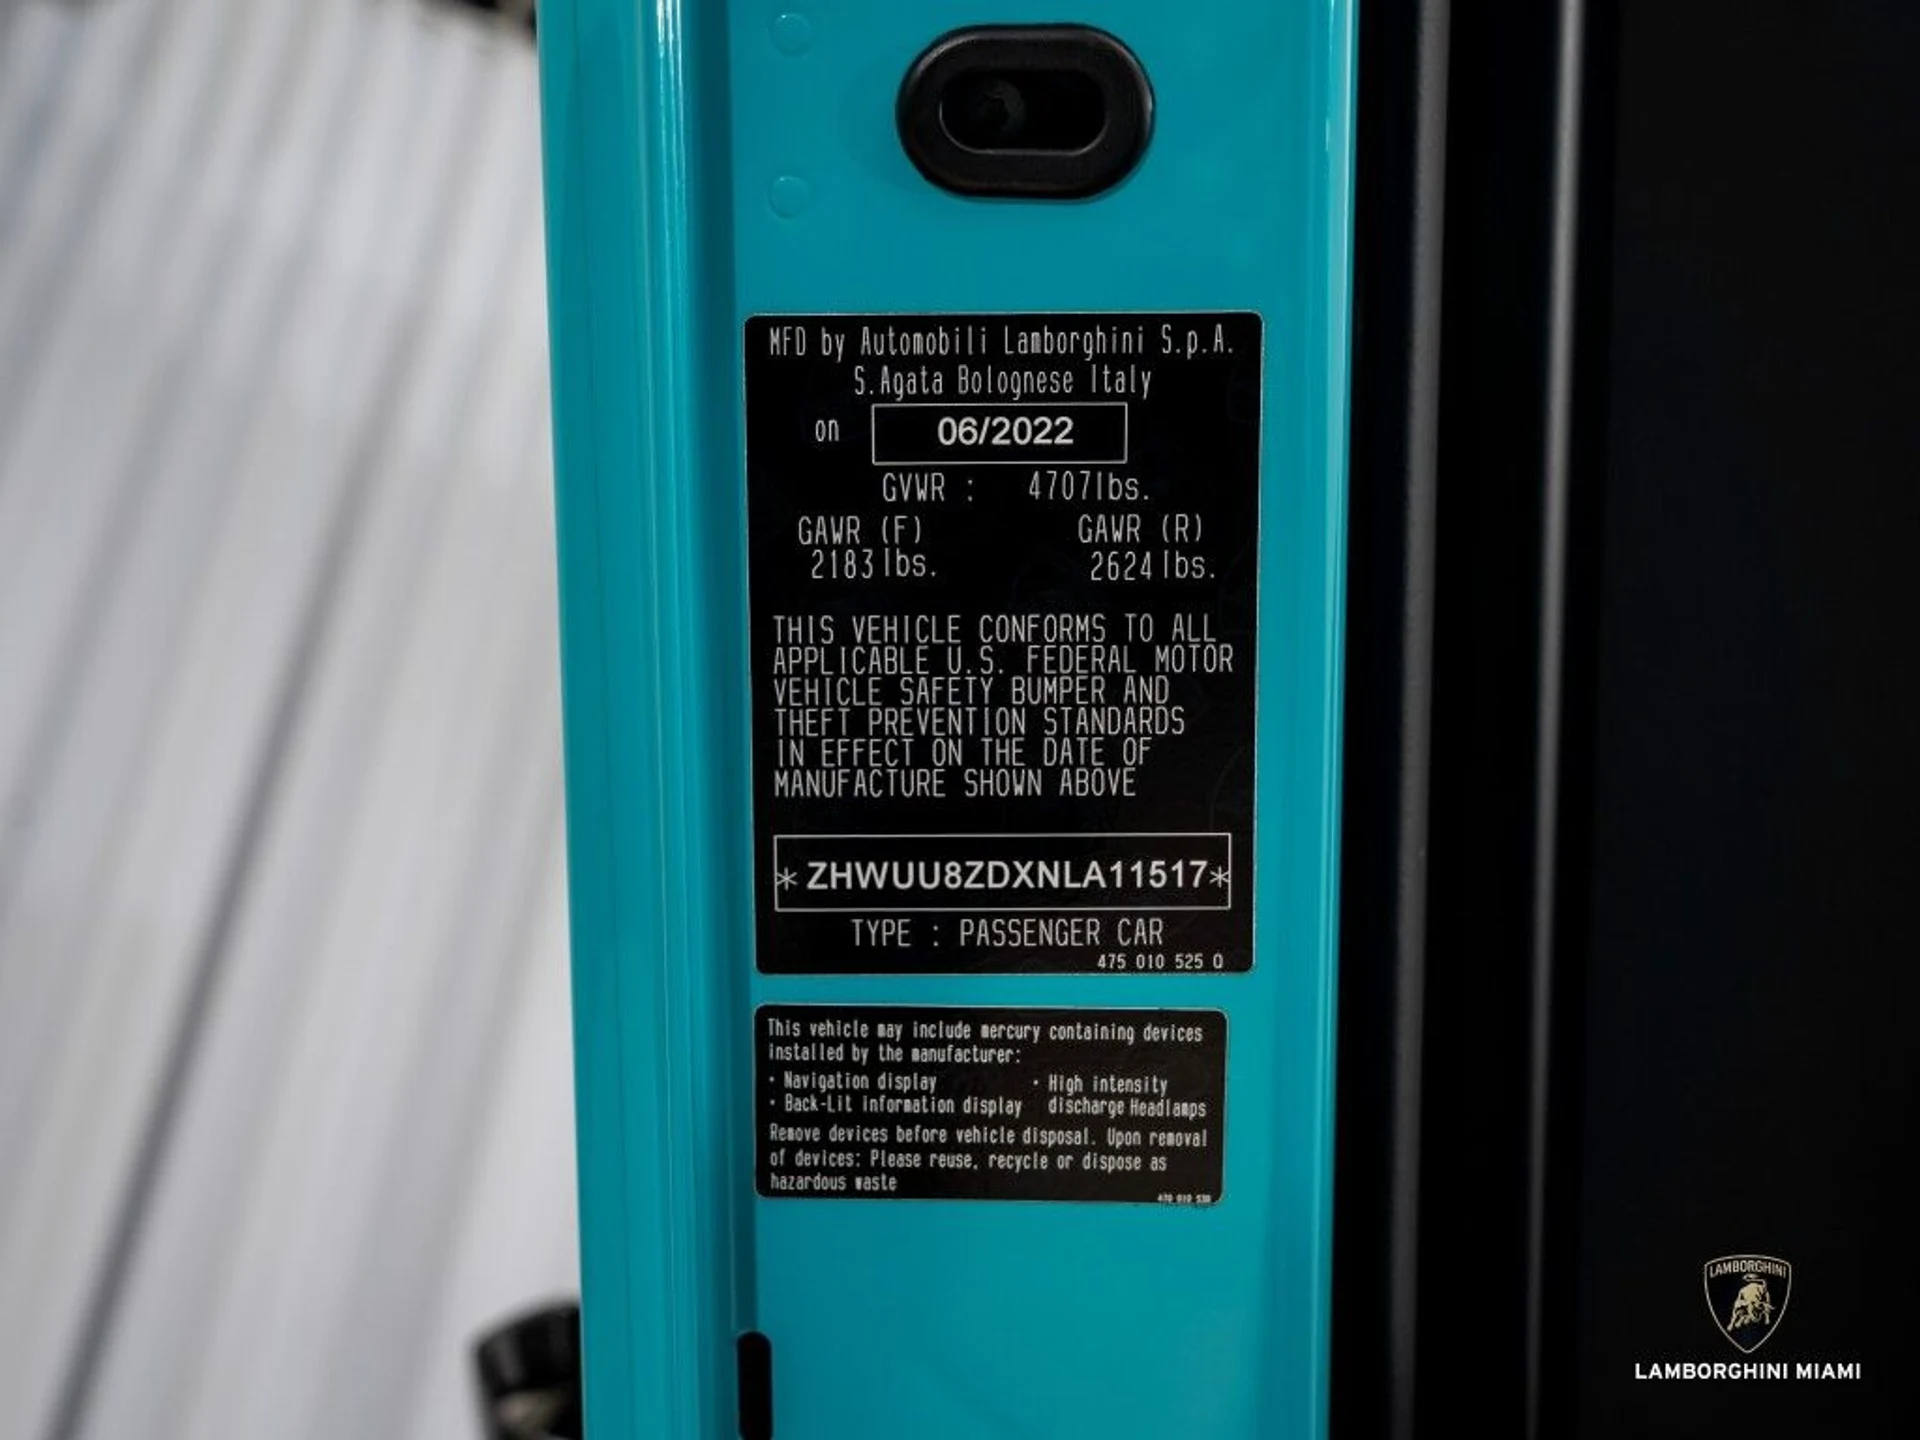 MFD by Automobili Lamborghini S.p.A.
S.Agata Bolognese Italy
on 06/2022
GVWR : 4707lbs.
GAWR (F) GAWR (R)
2183lbs. 2624lbs.
THIS VEHICLE CONFORMS TO ALL
APPLICABLE U.S. FEDERAL MOTOR
VEHICLE SAFETY BUMPER AND
THEFT PREVENTION STANDARDS
IN EFFECT ON THE DATE OF
MANUFACTURE SHOWN ABOVE
* ZHWUU8ZDXNLA11517*
TYPE : PASSENGER CAR
475 010 525 Q
This vehicle may include mercury containing devices
installed by the manufacturer:
· Navigation display · High intensity
· Back-Lit information display discharge Headlamps
Remove devices before vehicle disposal. Upon removal
of devices: Please reuse, recycle or dispose as
hazardous waste
LAMBORGHINI
LAMBORGHINI MIAMI